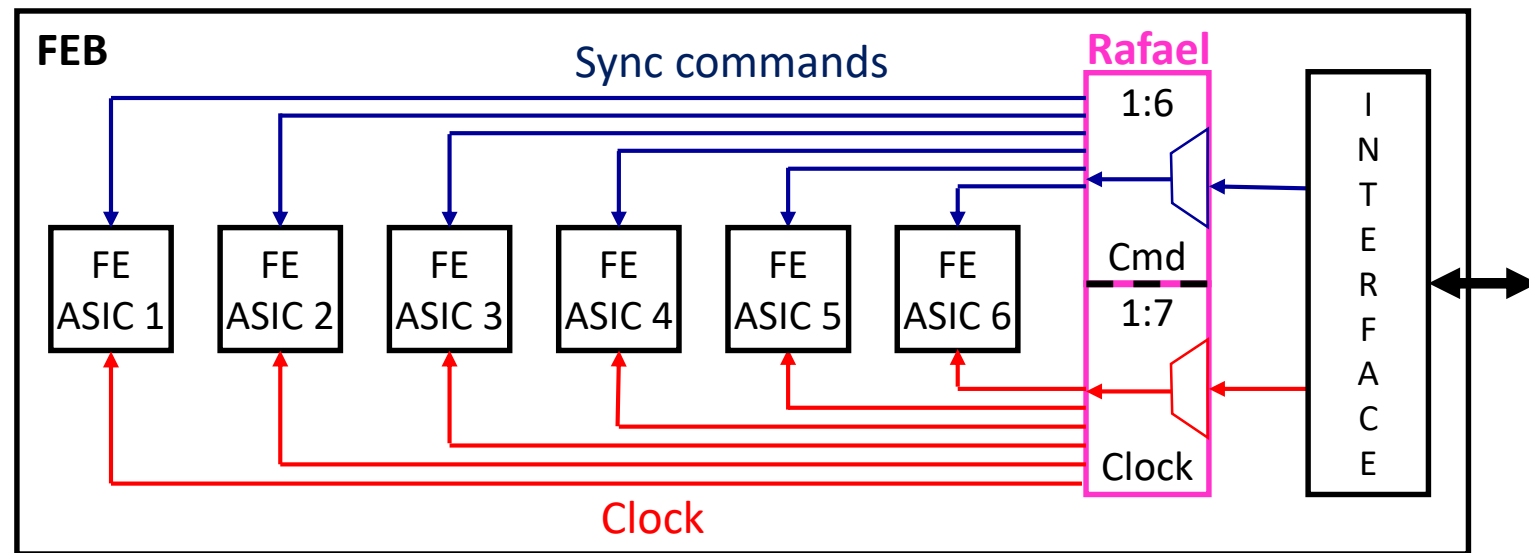 FEB
Sync commands
Rafael
1:6
Cmd
1:7
Clock
FE
ASIC 1
FE
ASIC 2
FE
ASIC 3
FE
ASIC 4
FE
ASIC 5
FE
ASIC 6
Clock
I
N
T
E
R
F
A
C
E